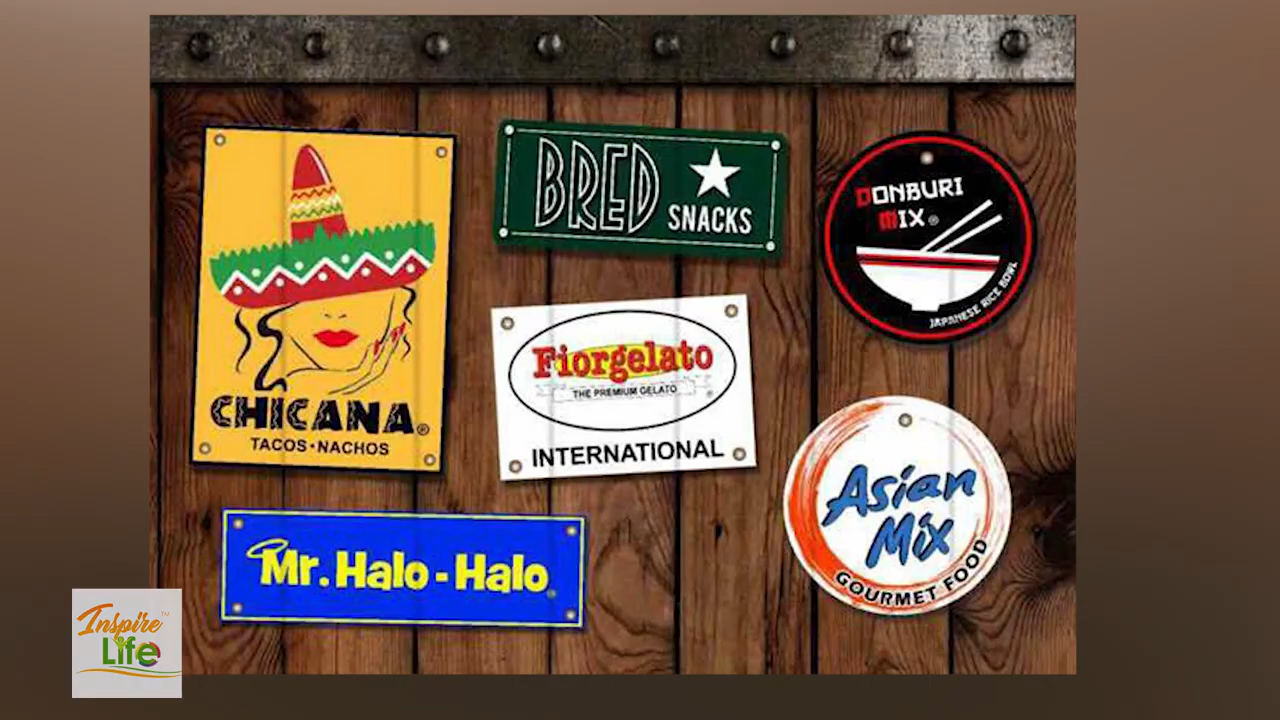 CHICANA®
TACOS • NACHOS
BRED
SNACKS
DONBURI
MIX®
JAPANESE RICE BOWL
Fiorgelato
THE PREMIUM GELATO
INTERNATIONAL
Asian
Mix
GOURMET FOOD
Mr. Halo - Halo
Inspire™
Life